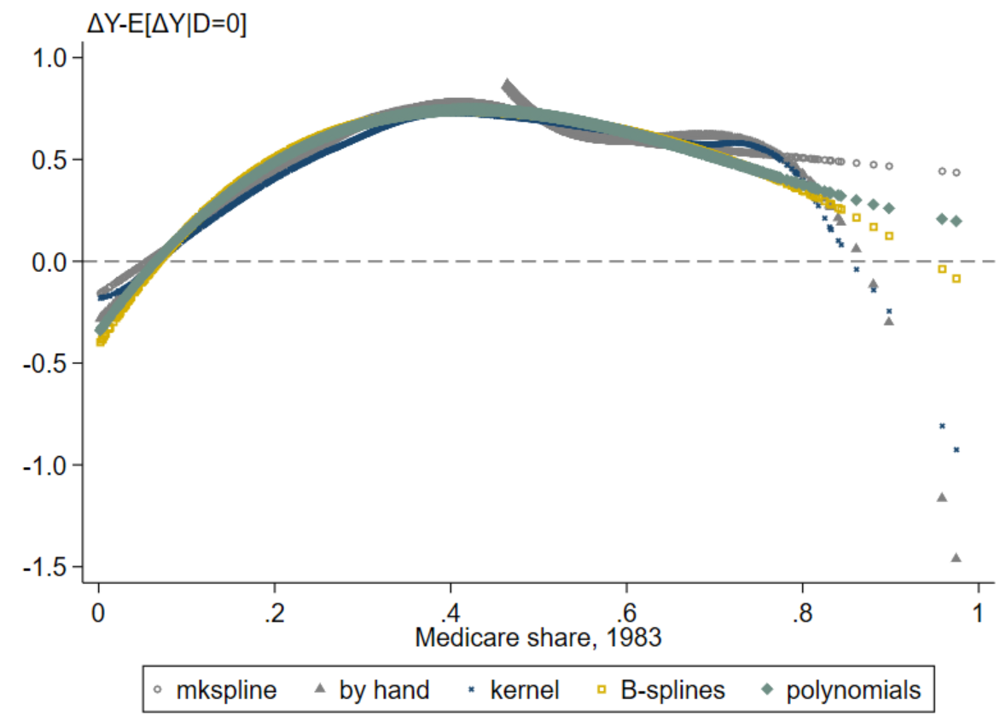 ΔY-E[ΔY|D=0]
1.0
0.5
0.0
-0.5
-1.0
-1.5
0 .2 .4 .6 .8 1
Medicare share, 1983
mkspline by hand kernel B-splines polynomials